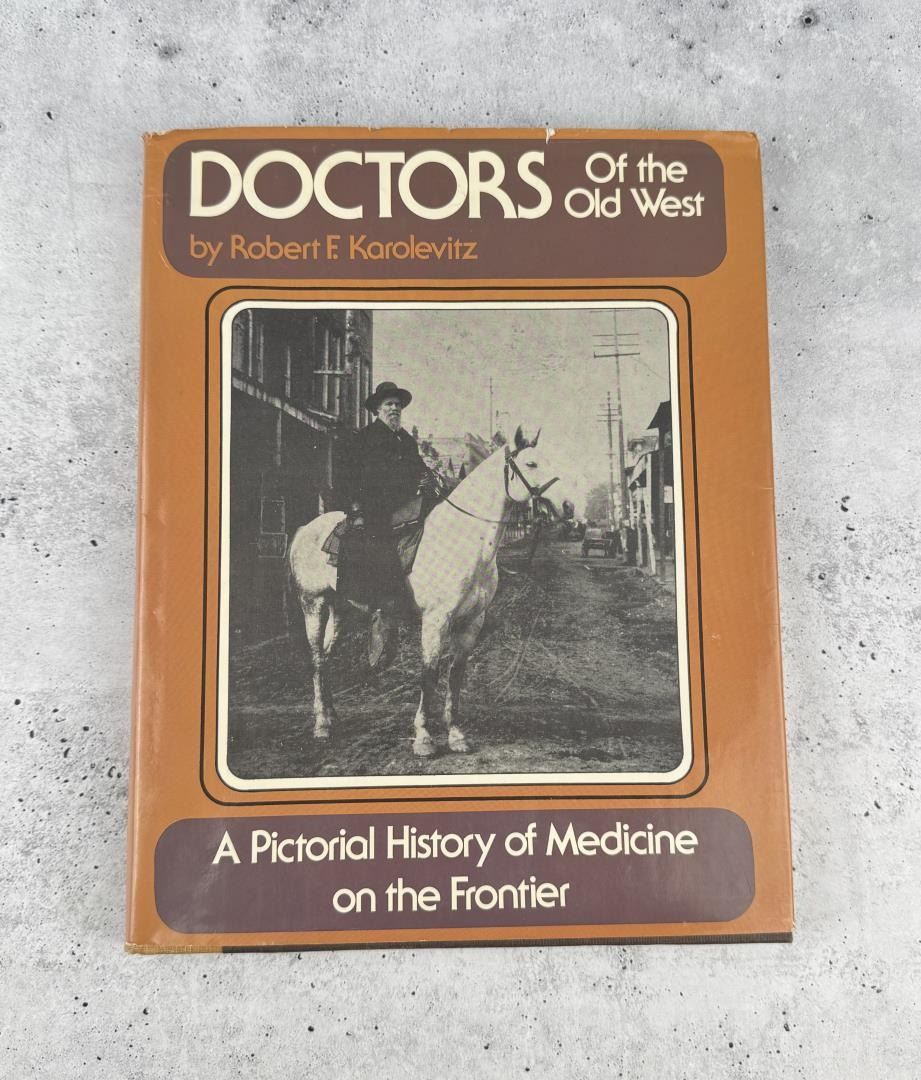 DOCTORS Of the Old West
by Robert F. Karolevitz
A Pictorial History of Medicine
on the Frontier